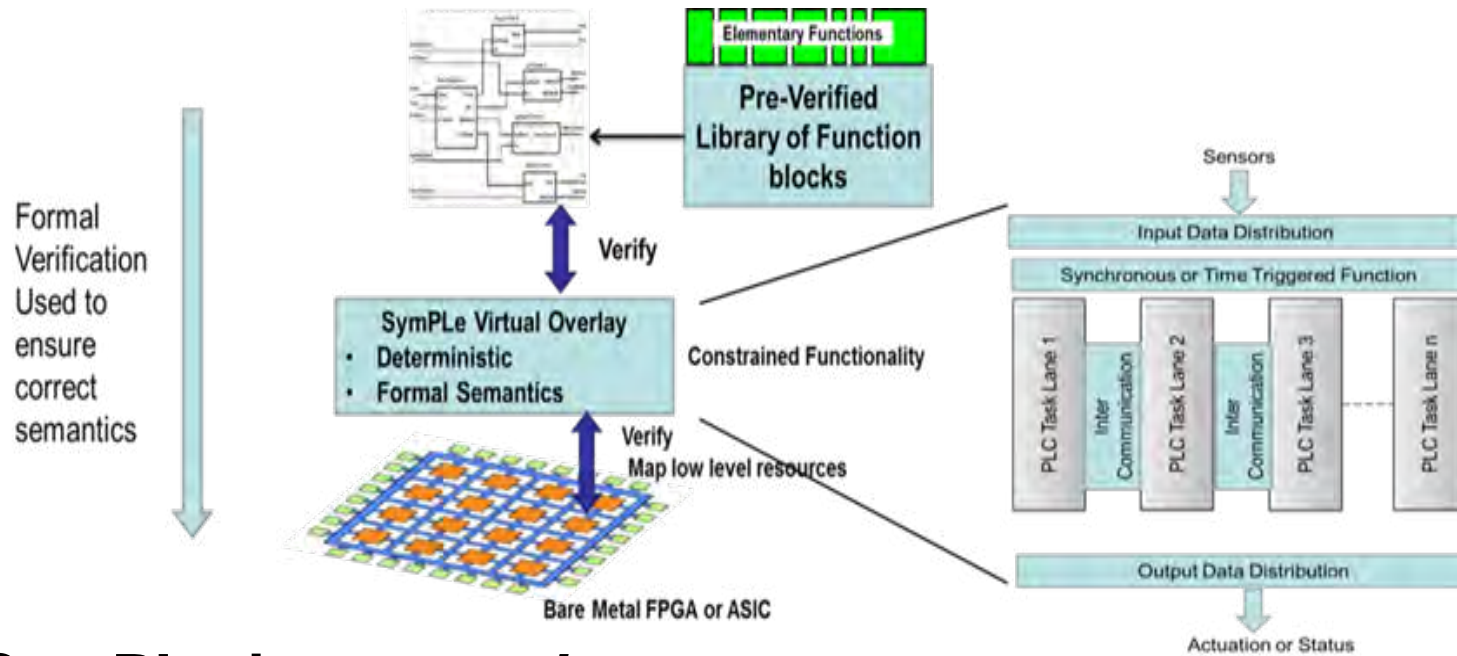 Elementary Functions
Pre-Verified
Library of Function
blocks
Formal
Verification
Used to
ensure
correct
semantics
Verify
SymPLe Virtual Overlay
• Deterministic
• Formal Semantics
Constrained Functionality
Verify
Map low level resources
Bare Metal FPGA or ASIC
Sensors
Input Data Distribution
Synchronous or Time Triggered Function
PLC Task Lane 1
Inter
Communication
PLC Task Lane 2
Inter
Communication
PLC Task Lane 3
PLC Task Lane n
Output Data Distribution
Actuation or Status